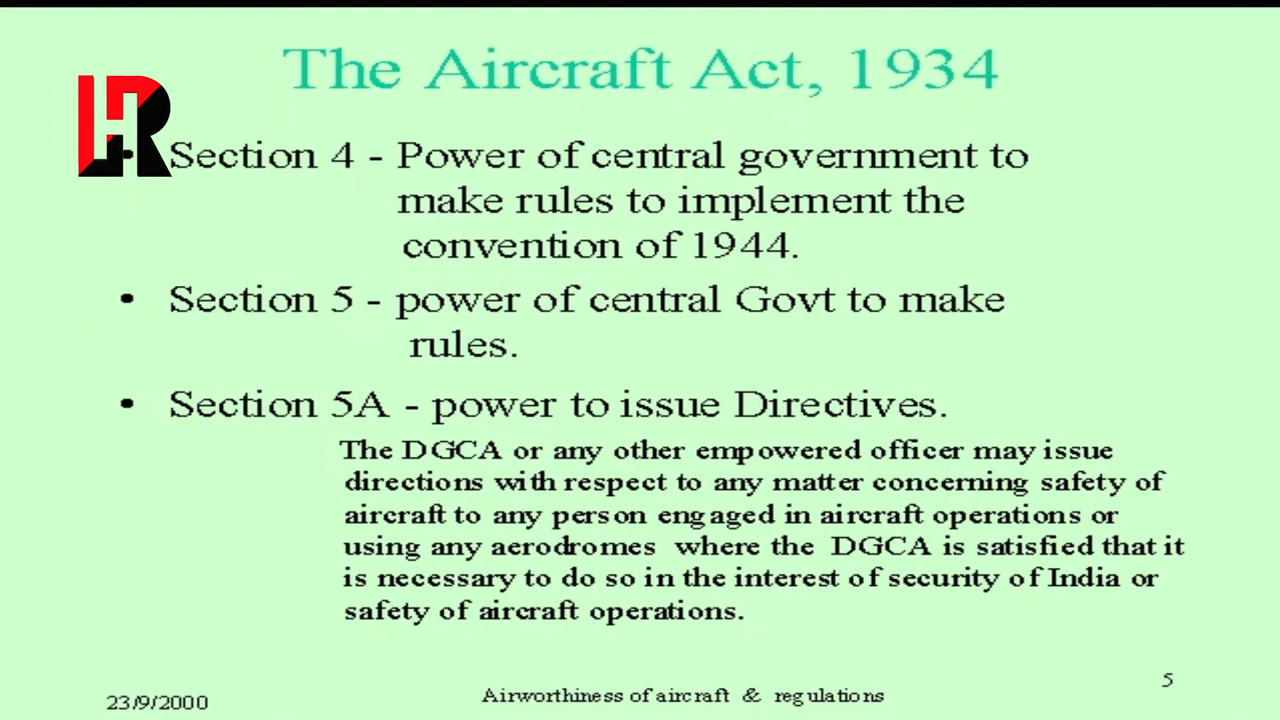 The Aircraft Act, 1934
HR
• Section 4 - Power of central government to
make rules to implement the
convention of 1944.
• Section 5 - power of central Govt to make
rules.
• Section 5A - power to issue Directives.
The DGCA or any other empowered officer may issue
directions with respect to any matter concerning safety of
aircraft to any person engaged in aircraft operations or
using any aerodromes where the DGCA is satisfied that it
is necessary to do so in the interest of security of India or
safety of aircraft operations.
23/9/2000
Airworthiness of aircraft & regulations
5